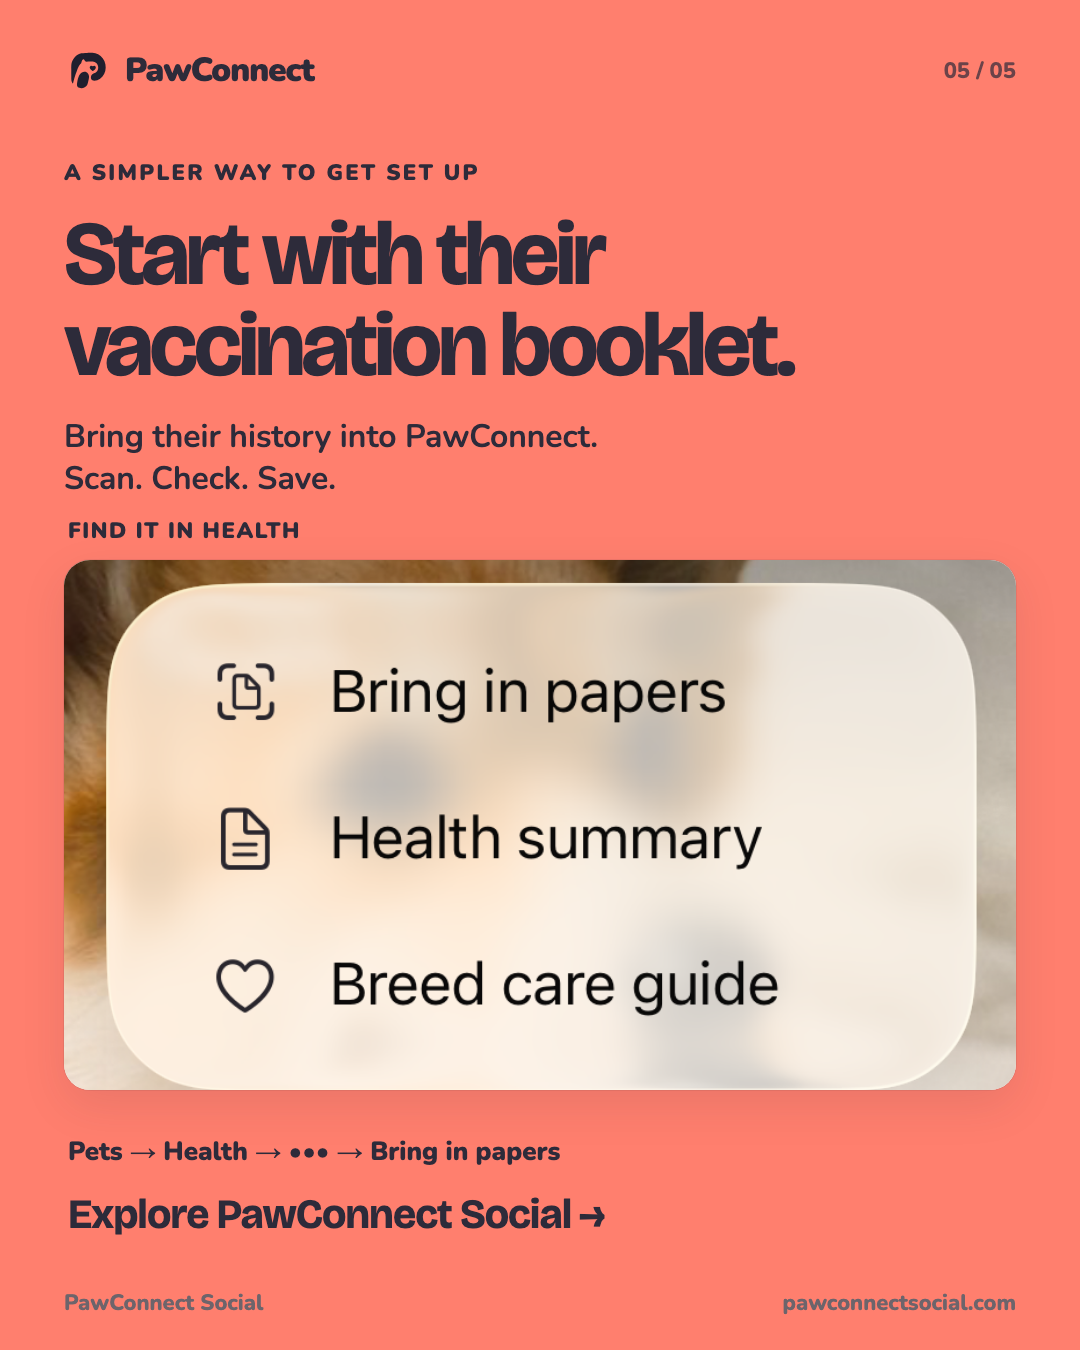 PawConnect
05 / 05
A SIMPLER WAY TO GET SET UP
Start with their
vaccination booklet.
Bring their history into PawConnect.
Scan. Check. Save.
FIND IT IN HEALTH
Bring in papers
Health summary
Breed care guide
Pets → Health → ••• → Bring in papers
Explore PawConnect Social →
PawConnect Social
pawconnectsocial.com